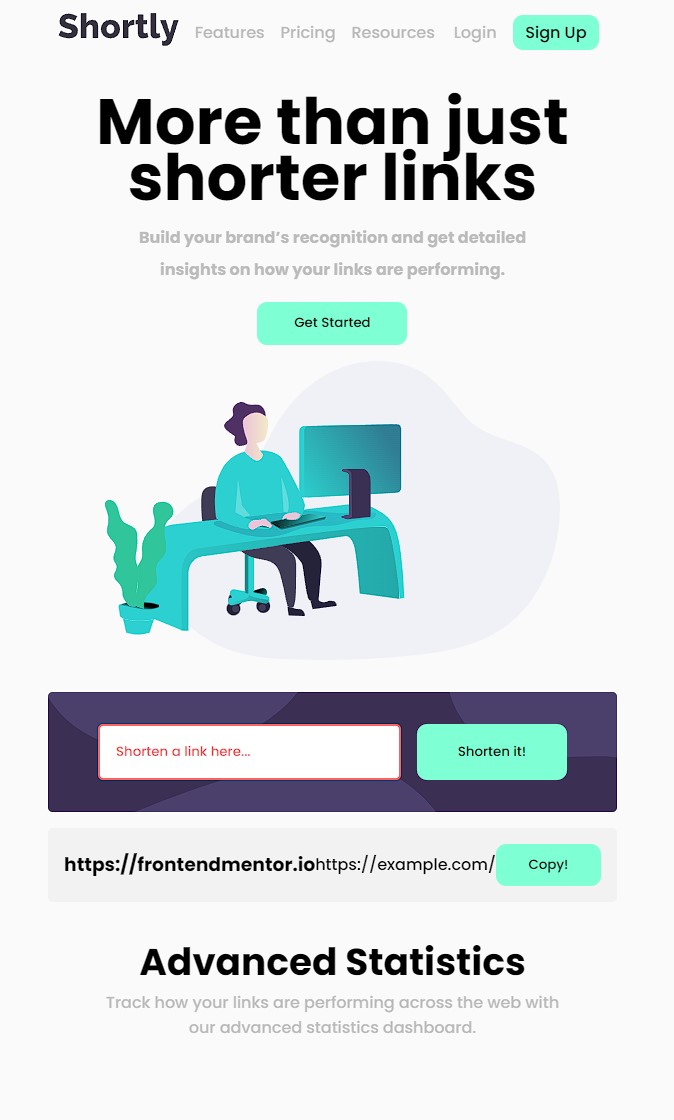 Shortly Features Pricing Resources Login Sign Up
More than just
shorter links
Build your brand’s recognition and get detailed
insights on how your links are performing.
Get Started
Shorten a link here... Shorten it!
https://frontendmentor.iohttps://example.com/ Copy!
Advanced Statistics
Track how your links are performing across the web with
our advanced statistics dashboard.